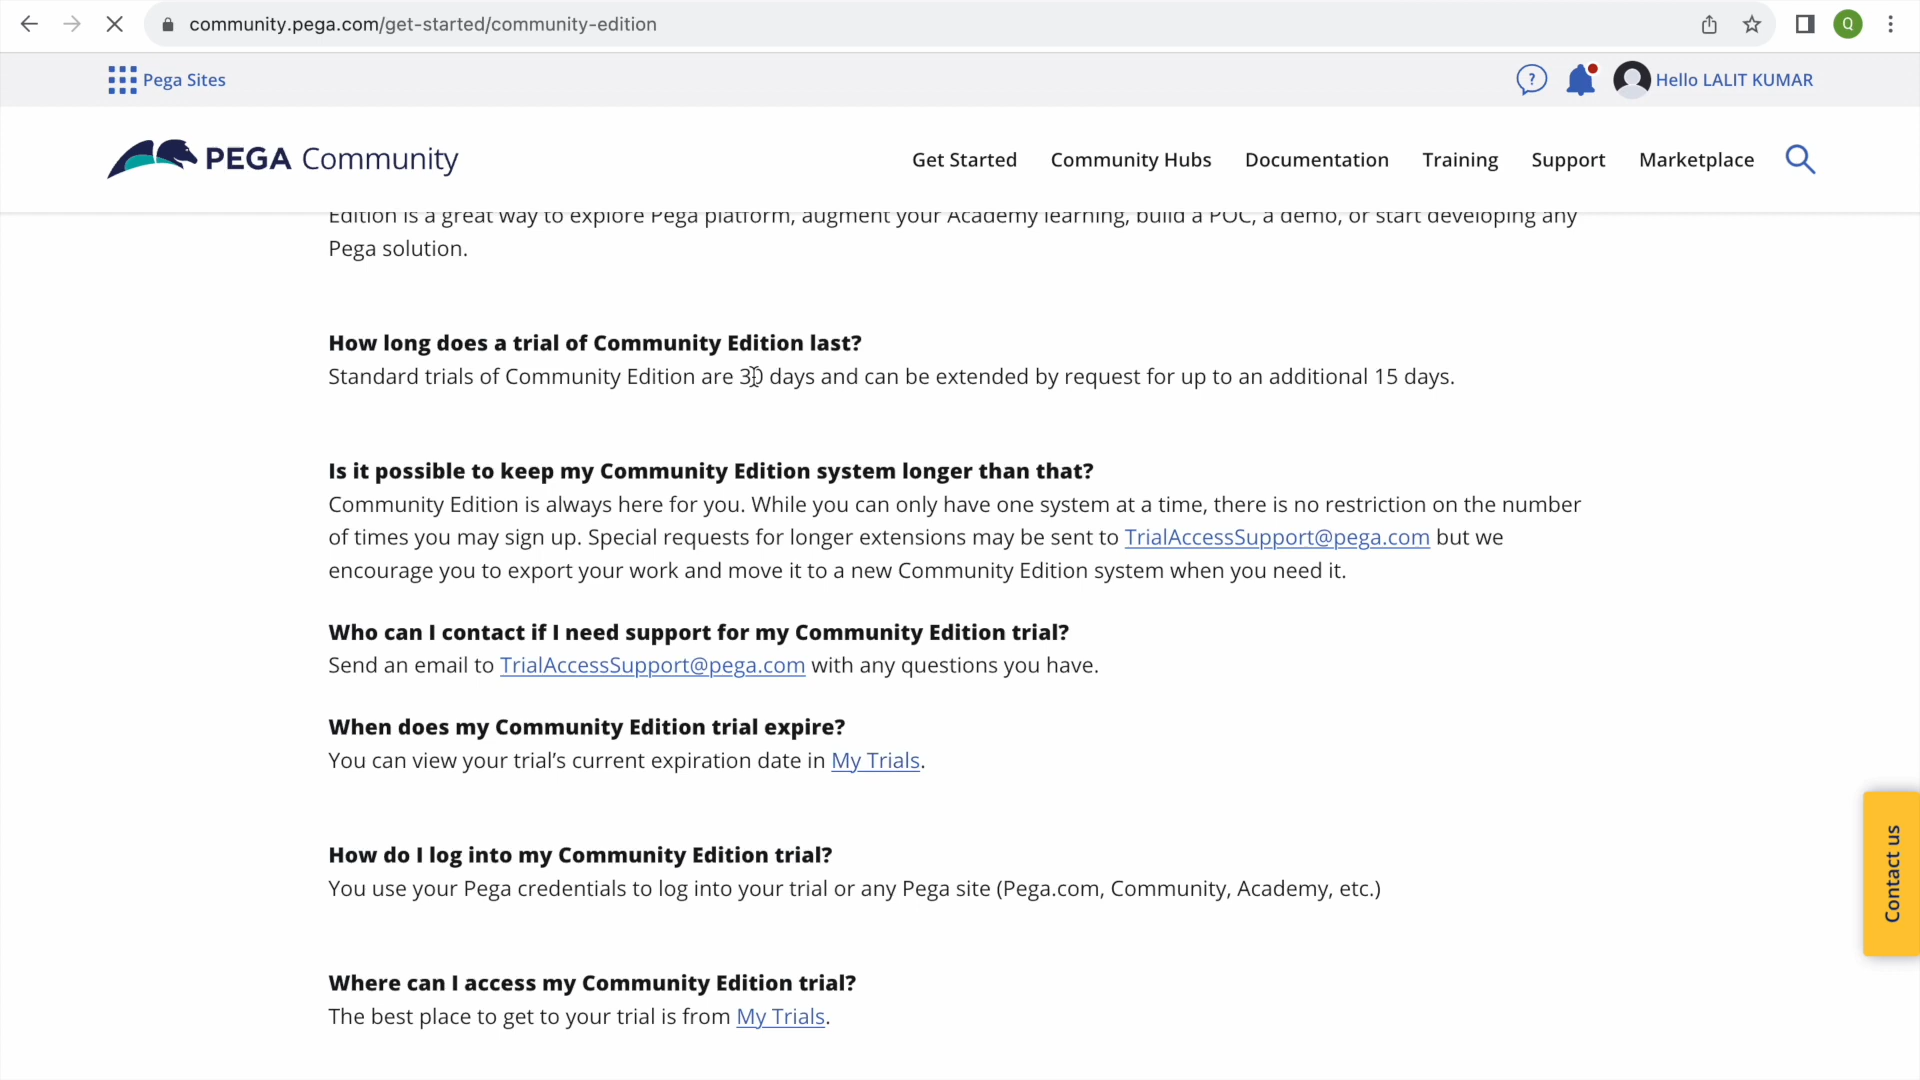 community.pega.com/get-started/community-edition
Q
Pega Sites
?
Hello LALIT KUMAR
PEGA Community
Get Started
Community Hubs
Documentation
Training
Support
Marketplace
Edition is a great way to explore Pega platform, augment your Academy learning, build a POC, a demo, or start developing any
Pega solution.
How long does a trial of Community Edition last?
Standard trials of Community Edition are 30 days and can be extended by request for up to an additional 15 days.
Is it possible to keep my Community Edition system longer than that?
Community Edition is always here for you. While you can only have one system at a time, there is no restriction on the number
of times you may sign up. Special requests for longer extensions may be sent to TrialAccessSupport@pega.com but we
encourage you to export your work and move it to a new Community Edition system when you need it.
Who can I contact if I need support for my Community Edition trial?
Send an email to TrialAccessSupport@pega.com with any questions you have.
When does my Community Edition trial expire?
You can view your trial’s current expiration date in My Trials.
How do I log into my Community Edition trial?
You use your Pega credentials to log into your trial or any Pega site (Pega.com, Community, Academy, etc.)
Where can I access my Community Edition trial?
The best place to get to your trial is from My Trials.
Contact us